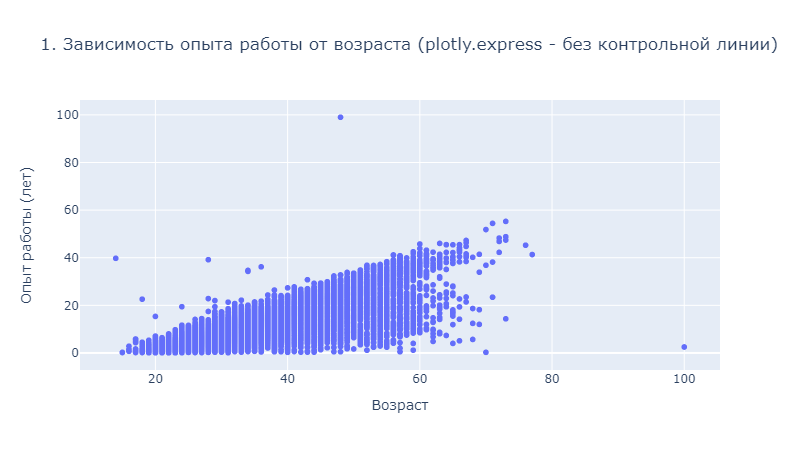 1. Зависимость опыта работы от возраста (plotly.express - без контрольной линии)
100
80
60
40
20
0
Опыт работы (лет)
20 40 60 80 100
Возраст